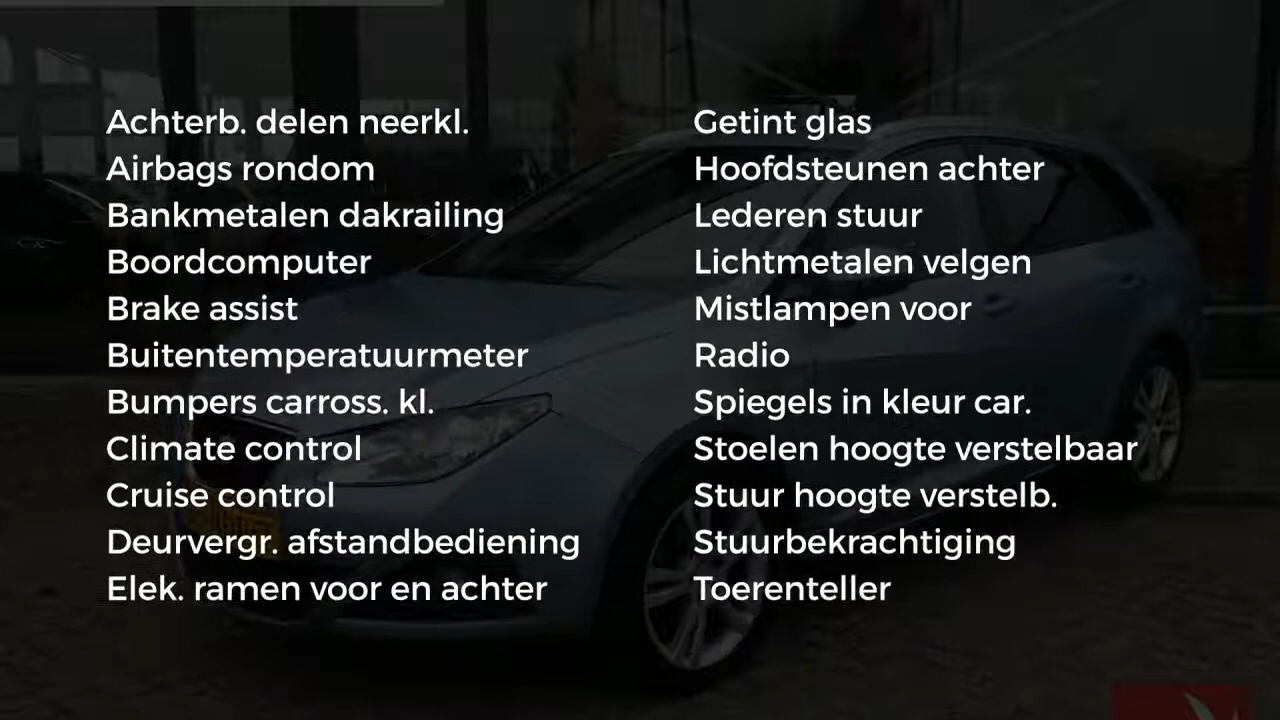 Achterb. delen neerkl.
Airbags rondom
Bankmetalen dakrailing
Boordcomputer
Brake assist
Buitentemperatuurmeter
Bumpers carross. kl.
Climate control
Cruise control
Deurvergr. afstandbediening
Elek. ramen voor en achter
Getint glas
Hoofdsteunen achter
Lederen stuur
Lichtmetalen velgen
Mistlampen voor
Radio
Spiegels in kleur car.
Stoelen hoogte verstelbaar
Stuur hoogte verstelb.
Stuurbekrachtiging
Toerenteller